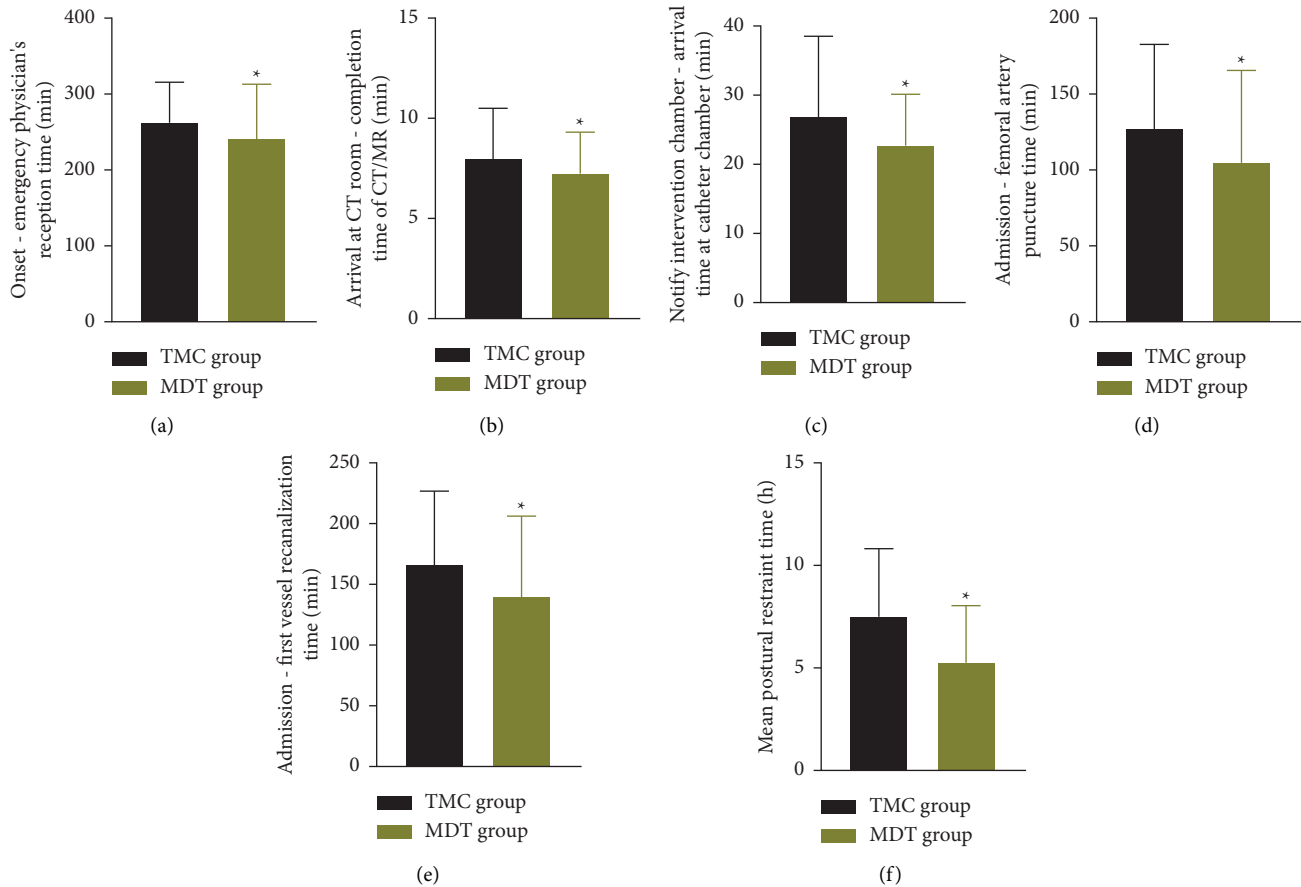 Onset - emergency physician's
reception time (min)
400
300
200
100
0
*
TMC group
MDT group
(a)
Arrival at CT room - completion
time of CT/MR (min)
15
10
5
0
*
TMC group
MDT group
(b)
Notify intervention chamber - arrival
time at catheter chamber (min)
40
30
20
10
0
*
TMC group
MDT group
(c)
Admission - femoral artery
puncture time (min)
200
150
100
50
0
*
TMC group
MDT group
(d)
Admission - first vessel recanalization
time (min)
250
200
150
100
50
0
*
TMC group
MDT group
(e)
Mean postural restraint time (h)
15
10
5
0
*
TMC group
MDT group
(f)